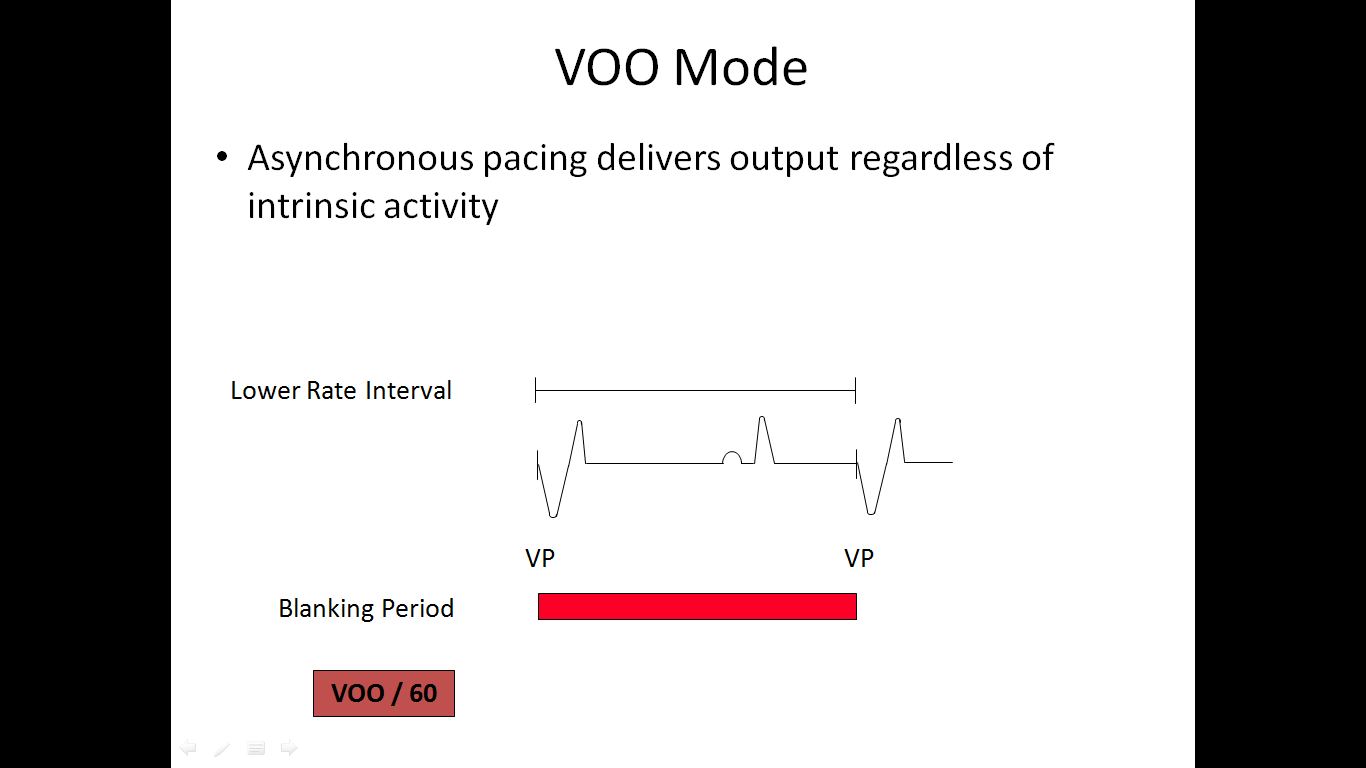 VOO Mode
• Asynchronous pacing delivers output regardless of
intrinsic activity
Lower Rate Interval
VP VP
Blanking Period
VOO / 60